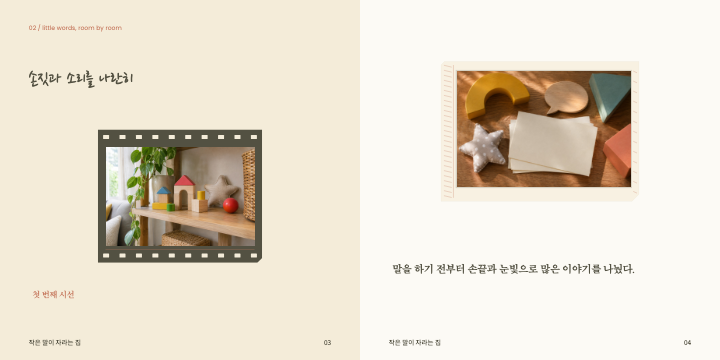 02 / little words, room by room
손짓과 소리를 나란히
첫 번째 시선
작은 말이 자라는 집
03
말을 하기 전부터 손끝과 눈빛으로 많은 이야기를 나눴다.
작은 말이 자라는 집
04